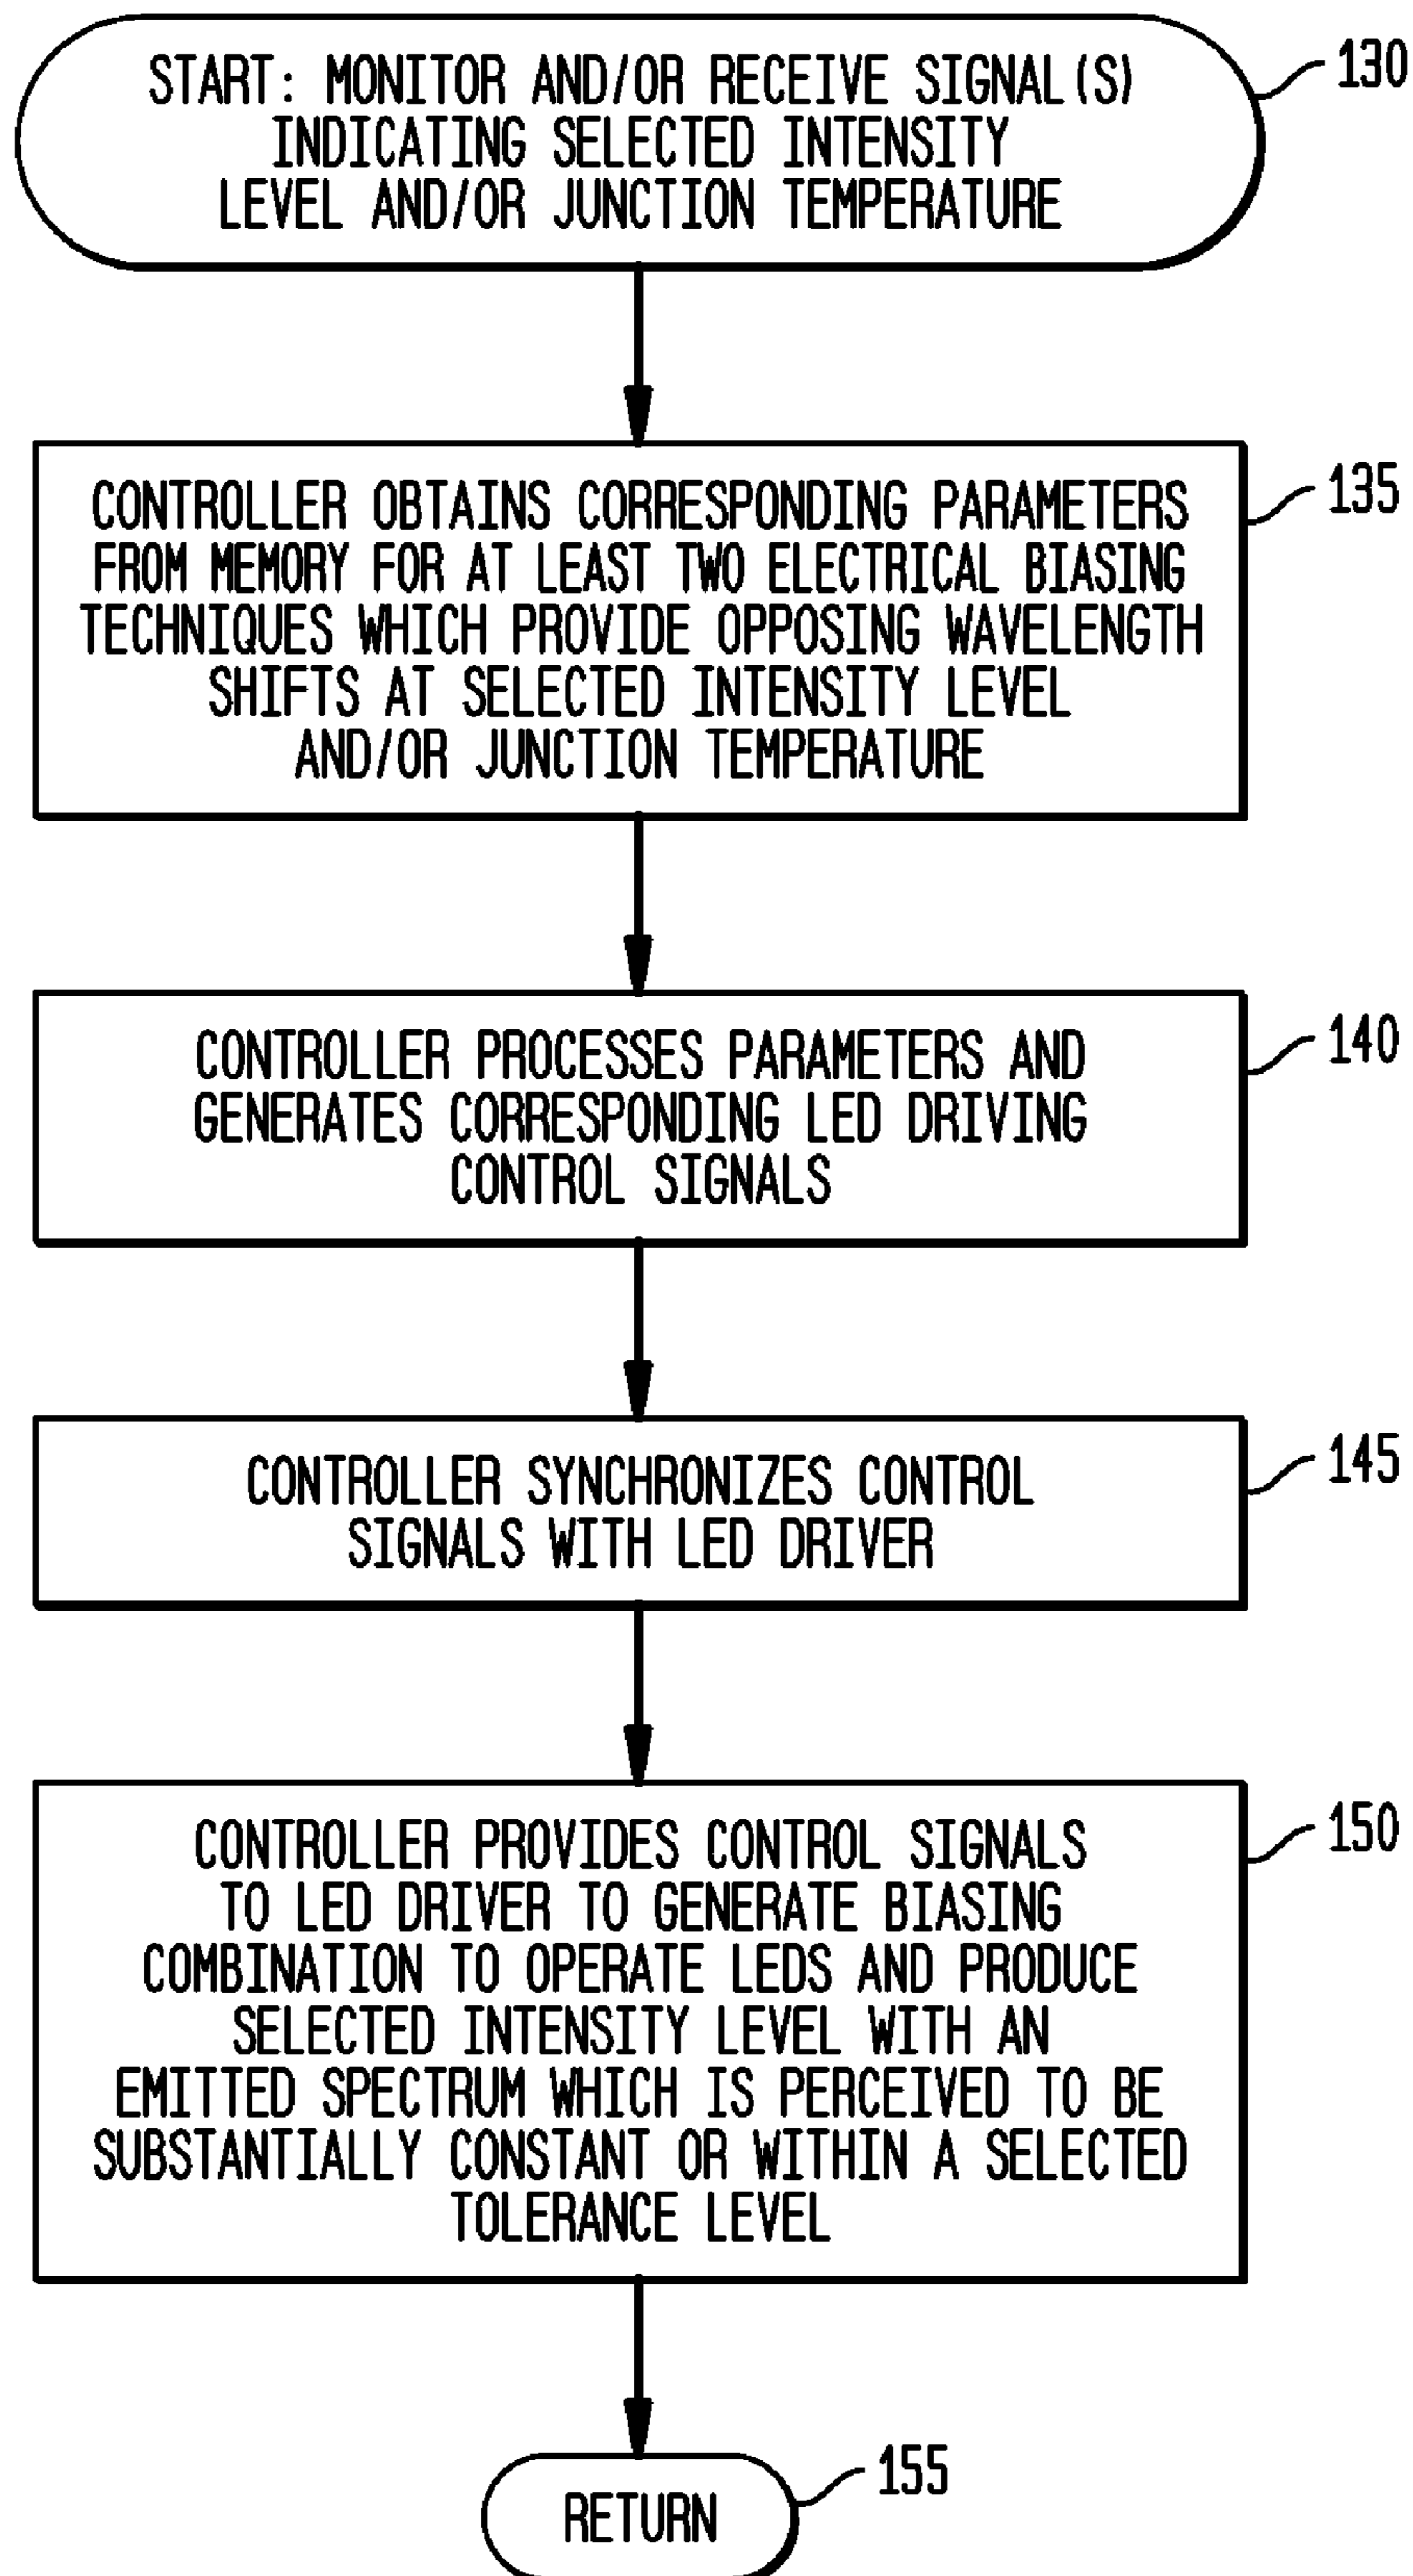 START: MONITOR AND/OR RECEIVE SIGNAL(S)
INDICATING SELECTED INTENSITY
LEVEL AND/OR JUNCTION TEMPERATURE
130
CONTROLLER OBTAINS CORRESPONDING PARAMETERS
FROM MEMORY FOR AT LEAST TWO ELECTRICAL BIASING
TECHNIQUES WHICH PROVIDE OPPOSING WAVELENGTH
SHIFTS AT SELECTED INTENSITY LEVEL
AND/OR JUNCTION TEMPERATURE
135
CONTROLLER PROCESSES PARAMETERS AND
GENERATES CORRESPONDING LED DRIVING
CONTROL SIGNALS
140
CONTROLLER SYNCHRONIZES CONTROL
SIGNALS WITH LED DRIVER
145
CONTROLLER PROVIDES CONTROL SIGNALS
TO LED DRIVER TO GENERATE BIASING
COMBINATION TO OPERATE LEDS AND PRODUCE
SELECTED INTENSITY LEVEL WITH AN
EMITTED SPECTRUM WHICH IS PERCEIVED TO BE
SUBSTANTIALLY CONSTANT OR WITHIN A SELECTED
TOLERANCE LEVEL
150
RETURN
155